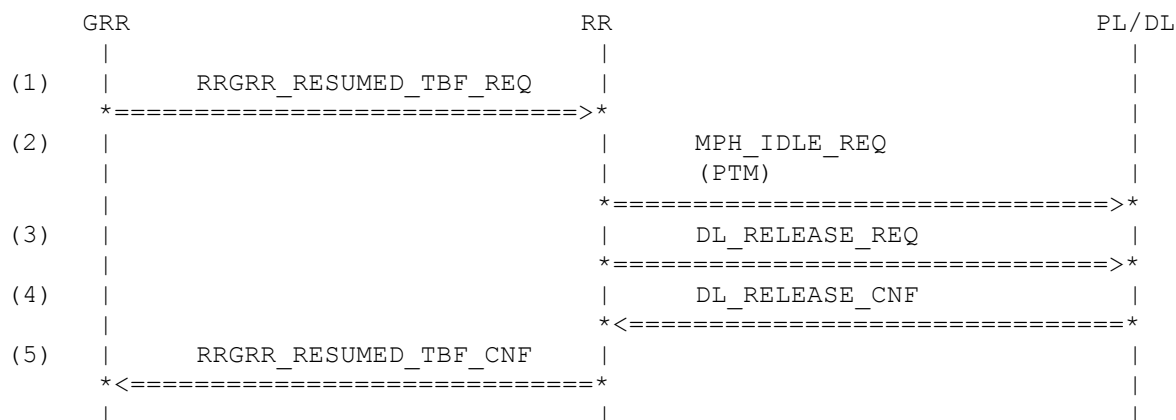 GRR RR PL/DL
(1) RRGRR_RESUMED_TBF_REQ
(2) MPH_IDLE_REQ
(PTM)
(3) DL_RELEASE_REQ
(4) DL_RELEASE_CNF
(5) RRGRR_RESUMED_TBF_CNF